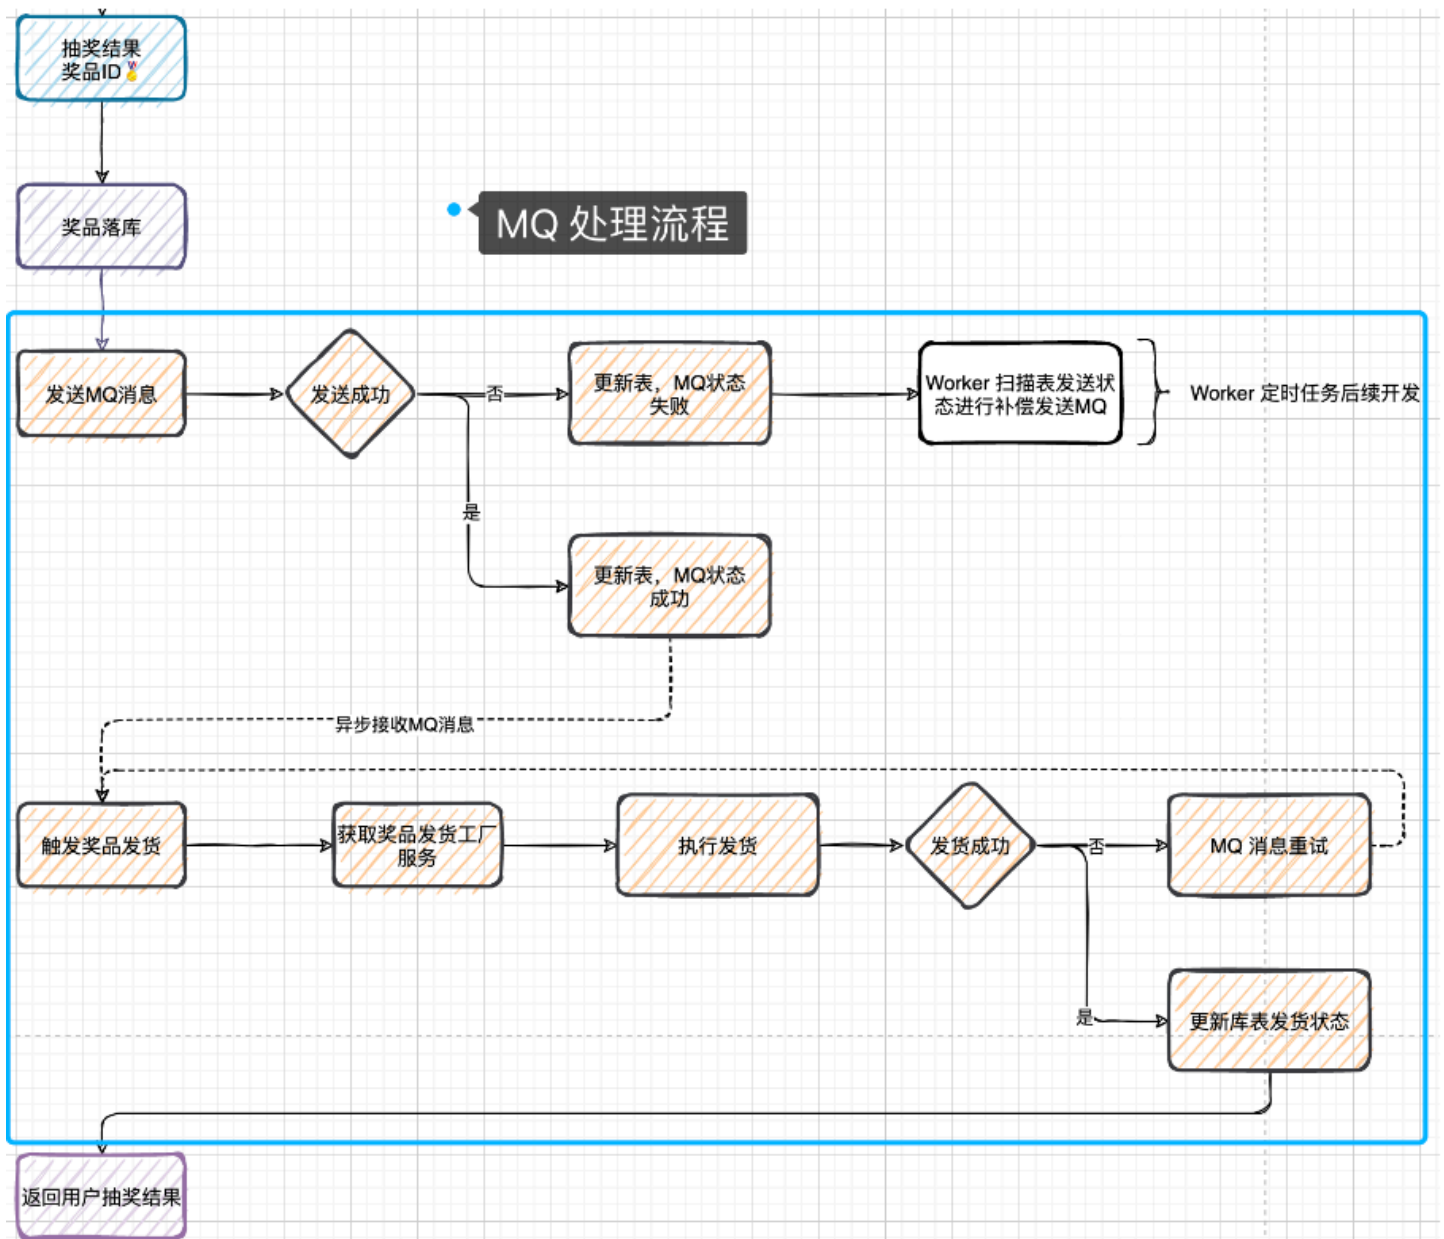 抽奖结果
奖品ID🏅
奖品落库
MQ 处理流程
发送MQ消息
发送成功
否
更新表，MQ状态
失败
Worker 扫描表发送状
态进行补偿发送MQ
Worker 定时任务后续开发
是
更新表，MQ状态
成功
异步接收MQ消息
触发奖品发货
获取奖品发货工厂
服务
执行发货
发货成功
否
MQ 消息重试
是
更新库表发货状态
返回用户抽奖结果